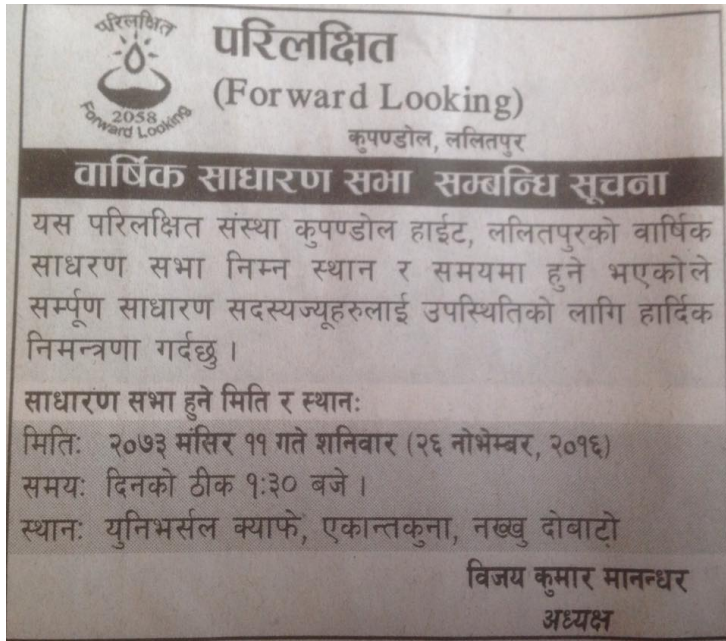 परिलक्षित
2058
Forward Looking
परिलक्षित
(Forward Looking)
कुपण्डोल, ललितपुर
वार्षिक साधारण सभा सम्बन्धि सूचना
यस परिलक्षित संस्था कुपण्डोल हाईट, ललितपुरको वार्षिक
साधरण सभा निम्न स्थान र समयमा हुने भएकोले
सर्म्पूण साधारण सदस्यज्यूहरुलाई उपस्थितिको लागि हार्दिक
निमन्त्रणा गर्दछु ।
साधारण सभा हुने मिति र स्थानः
मितिः २०७३ मंसिर ११ गते शनिवार (२६ नोभेम्बर, २०१६)
समयः दिनको ठीक १:३० बजे ।
स्थानः युनिभर्सल क्याफे, एकान्तकुना, नख्खु दोबाटो
विजय कुमार मानन्धर
अध्यक्ष